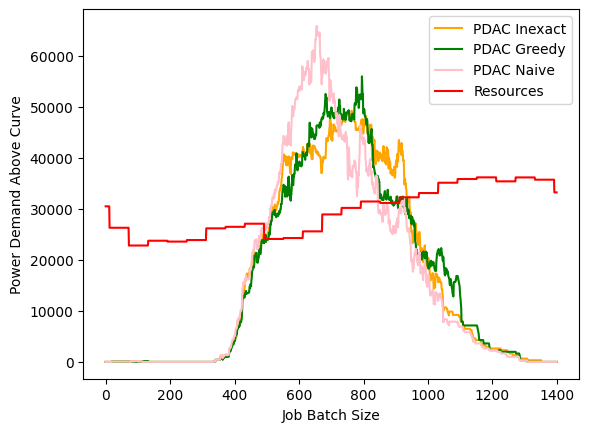 PDAC Inexact
PDAC Greedy
PDAC Naive
Resources
Power Demand Above Curve
60000
50000
40000
30000
20000
10000
0
0 200 400 600 800 1000 1200 1400
Job Batch Size